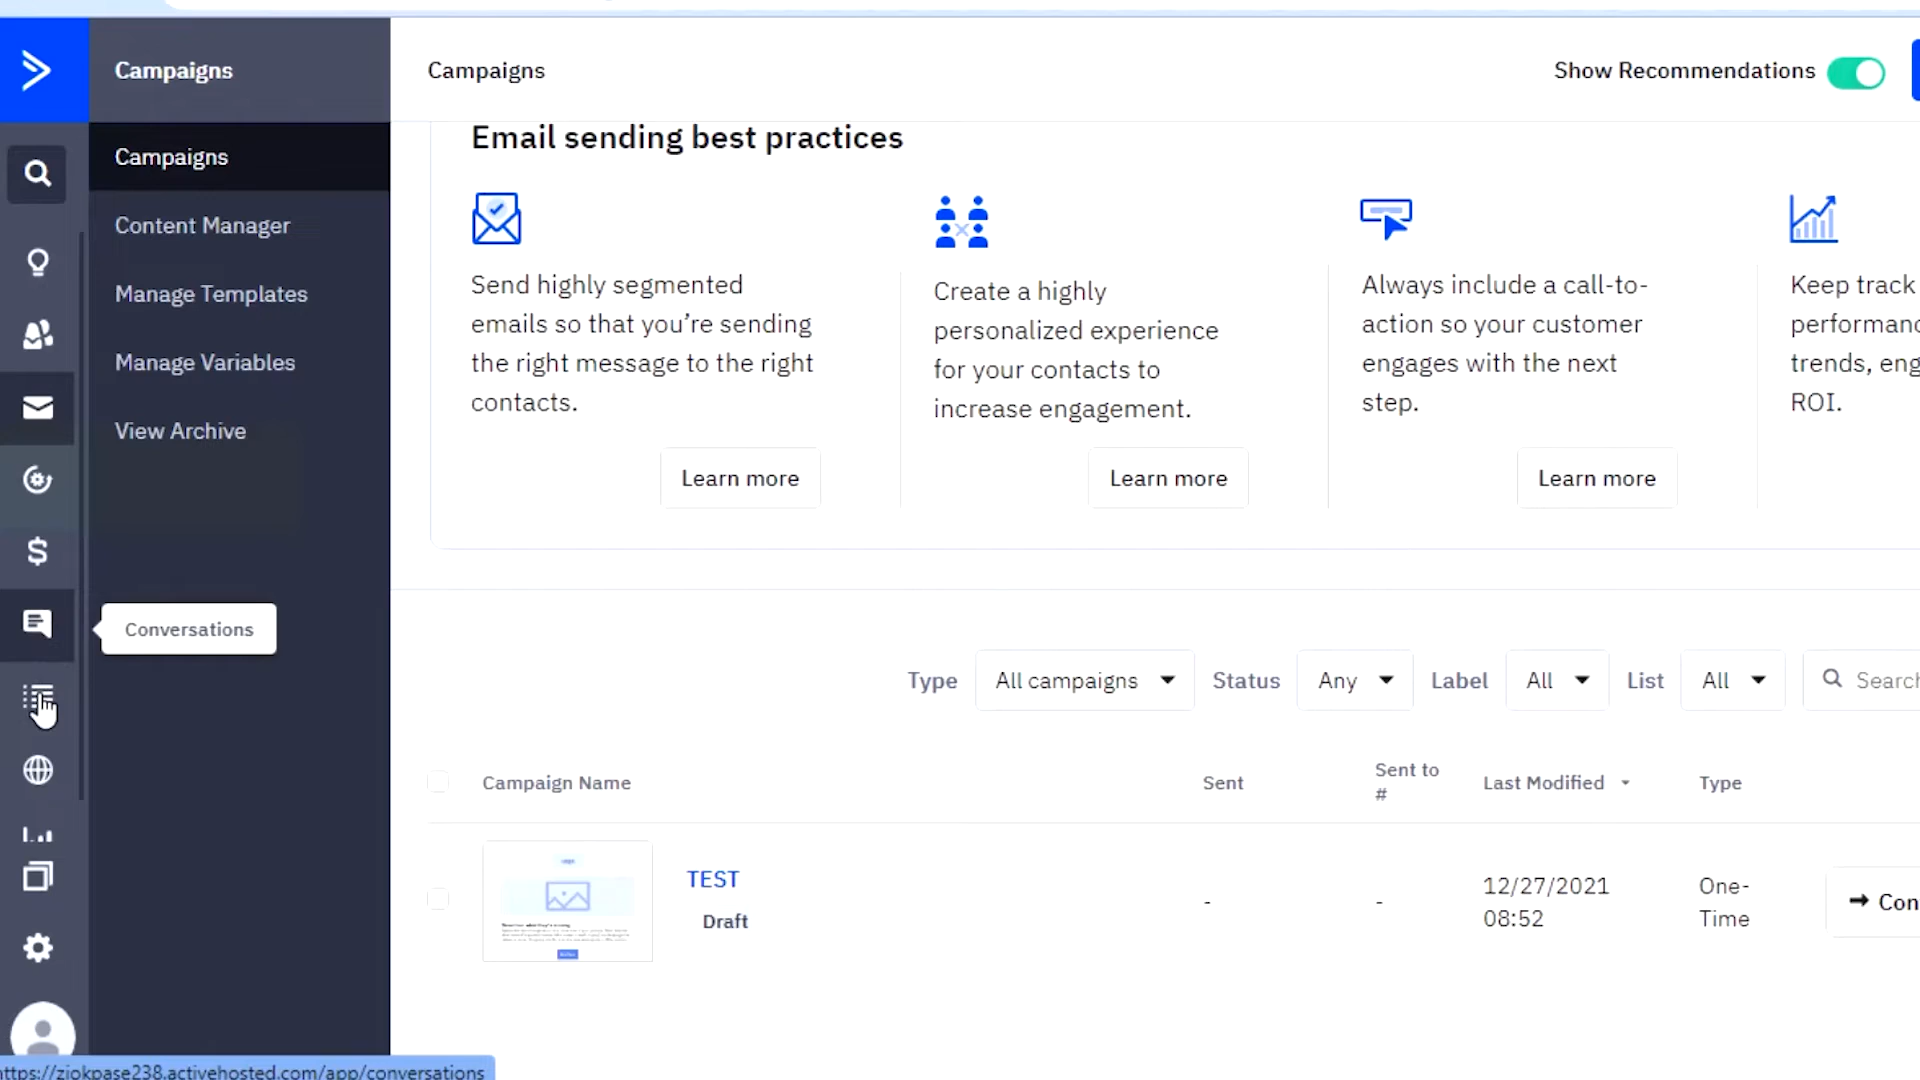 Campaigns
Campaigns
Content Manager
Manage Templates
Manage Variables
View Archive
Conversations
Campaigns
Show Recommendations
Email sending best practices
Send highly segmented
emails so that you’re sending
the right message to the right
contacts.
Learn more
Create a highly
personalized experience
for your contacts to
increase engagement.
Learn more
Always include a call-to-
action so your customer
engages with the next
step.
Learn more
Keep track
performanc
trends, eng
ROI.
Type All campaigns Status Any Label All List All Search
Campaign Name Sent Sent to # Last Modified Type
TEST
Draft
- - 12/27/2021
08:52
One-
Time
Con
https://ziokpase238.activehosted.com/app/conversations